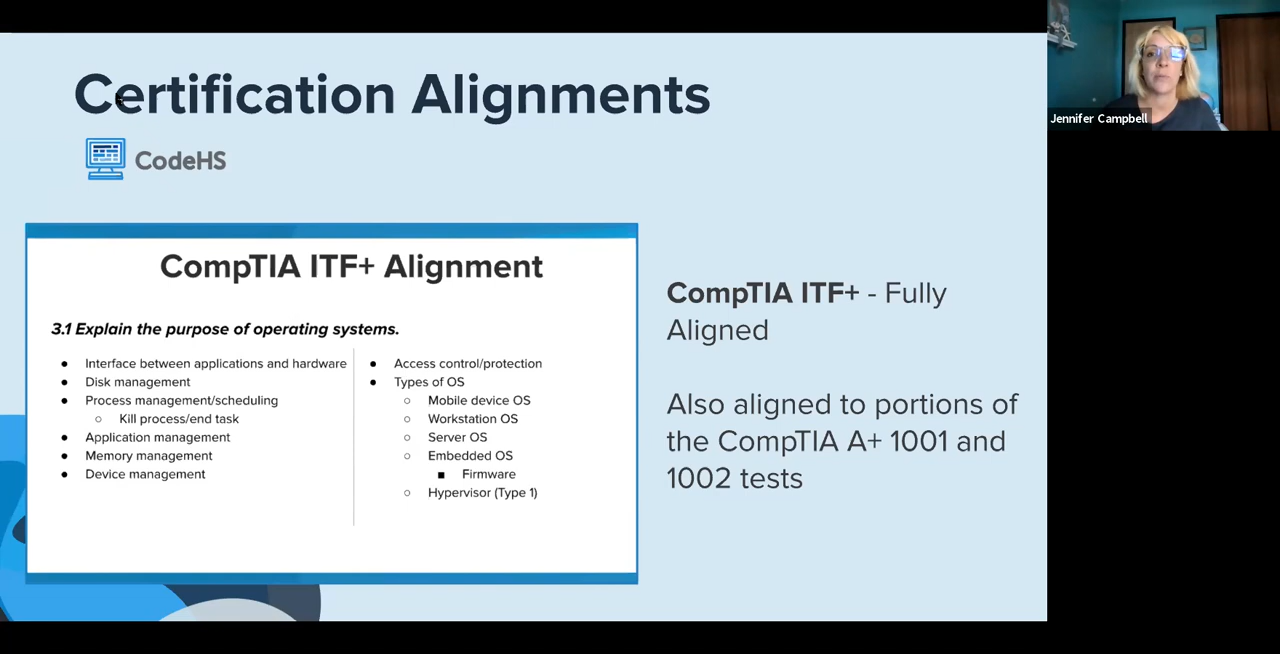 Certification Alignments
CodeHS
CompTIA ITF+ Alignment
3.1 Explain the purpose of operating systems.
● Interface between applications and hardware
● Disk management
● Process management/scheduling
○ Kill process/end task
● Application management
● Memory management
● Device management
● Access control/protection
● Types of OS
○ Mobile device OS
○ Workstation OS
○ Server OS
○ Embedded OS
■ Firmware
○ Hypervisor (Type 1)
CompTIA ITF+ - Fully
Aligned
Also aligned to portions of
the CompTIA A+ 1001 and
1002 tests
Jennifer Campbell